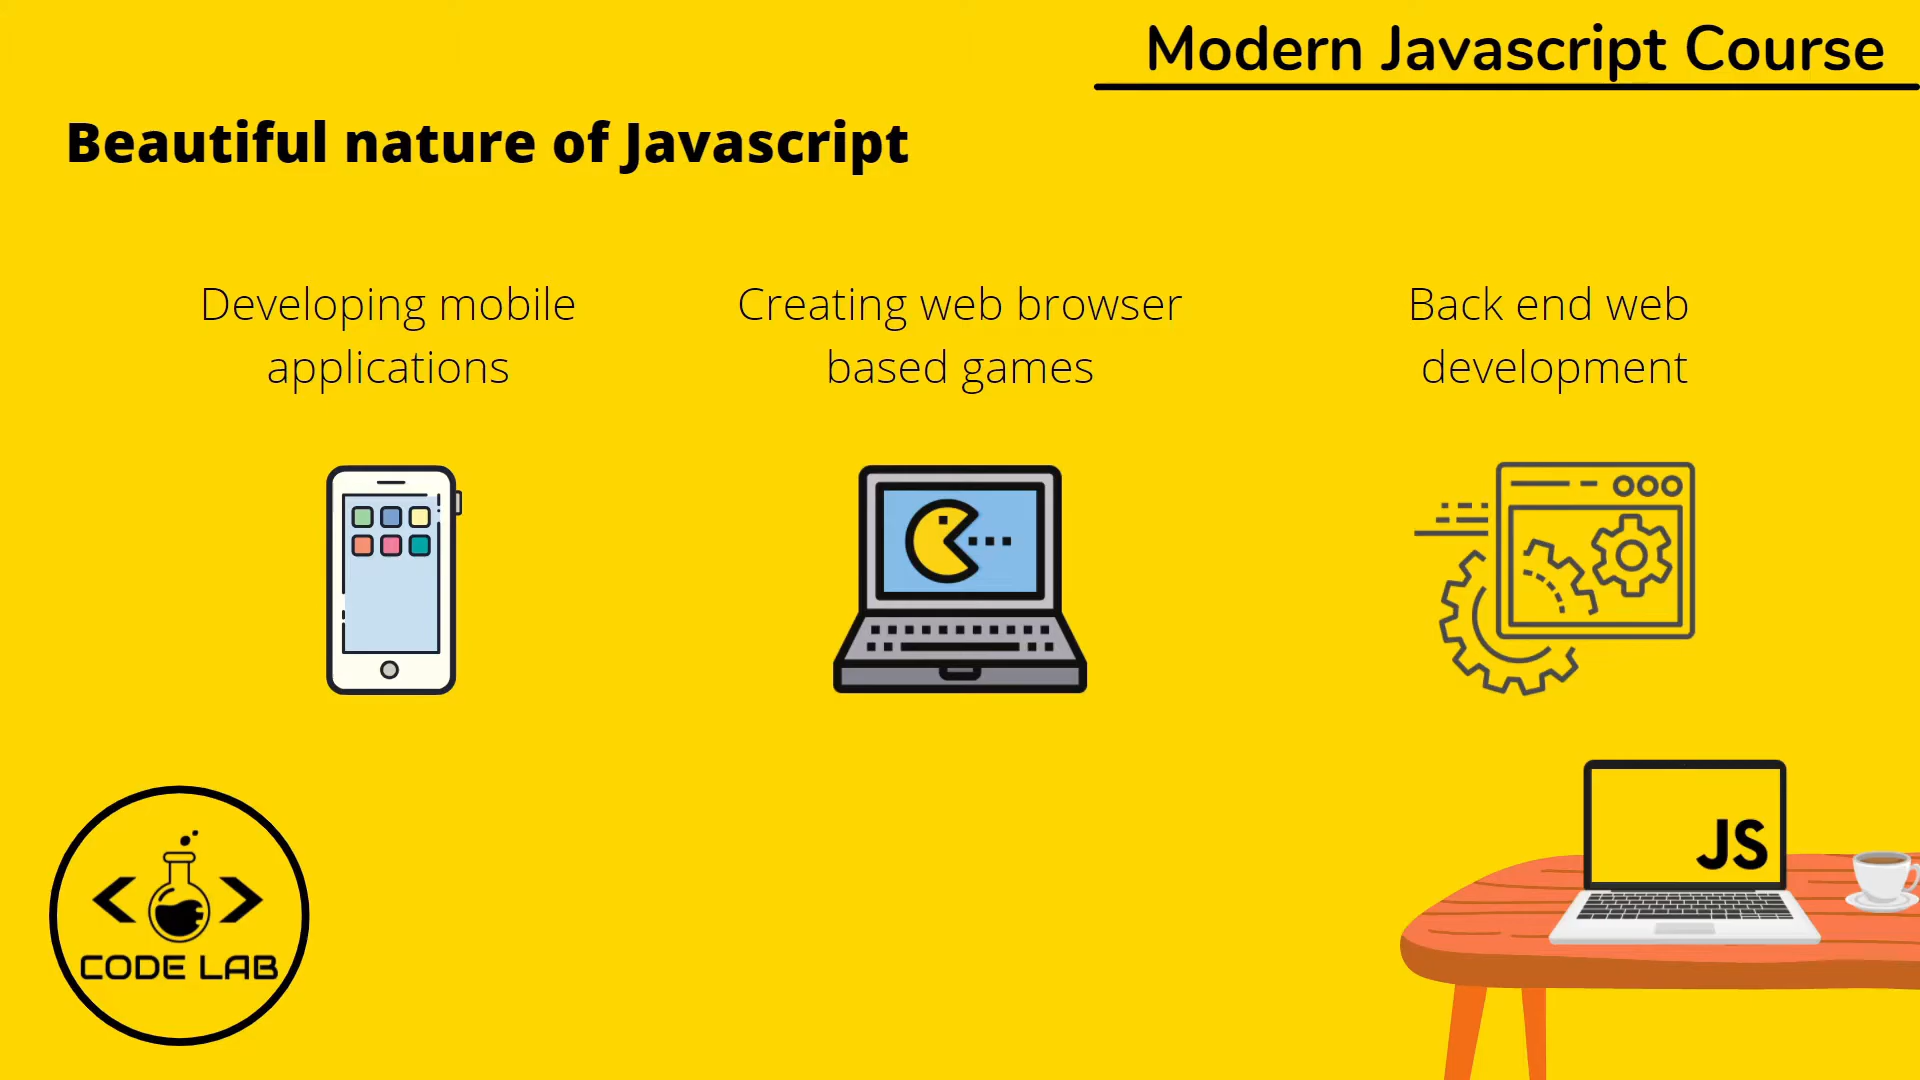 Modern Javascript Course
Beautiful nature of Javascript
Developing mobile
applications
Creating web browser
based games
Back end web
development
JS
< >
CODE LAB